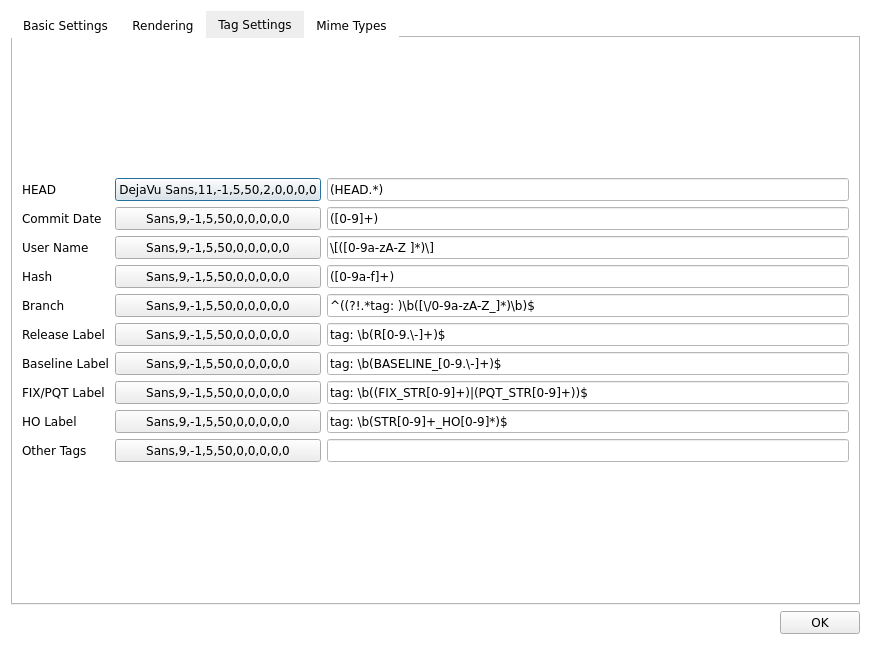 Basic Settings Rendering Tag Settings Mime Types
HEAD DejaVu Sans,11,-1,5,50,2,0,0,0,0 (HEAD.*)
Commit Date Sans,9,-1,5,50,0,0,0,0,0 ([0-9]+)
User Name Sans,9,-1,5,50,0,0,0,0,0 \[([0-9a-zA-Z ]*)\]
Hash Sans,9,-1,5,50,0,0,0,0,0 ([0-9a-f]+)
Branch Sans,9,-1,5,50,0,0,0,0,0 ^((?!.*tag: )\b([\/0-9a-zA-Z_]*)\b)$
Release Label Sans,9,-1,5,50,0,0,0,0,0 tag: \b(R[0-9.\-]+)$
Baseline Label Sans,9,-1,5,50,0,0,0,0,0 tag: \b(BASELINE_[0-9.\-]+)$
FIX/PQT Label Sans,9,-1,5,50,0,0,0,0,0 tag: \b((FIX_STR[0-9]+)|(PQT_STR[0-9]+))$
HO Label Sans,9,-1,5,50,0,0,0,0,0 tag: \b(STR[0-9]+_HO[0-9]*)$
Other Tags Sans,9,-1,5,50,0,0,0,0,0
OK